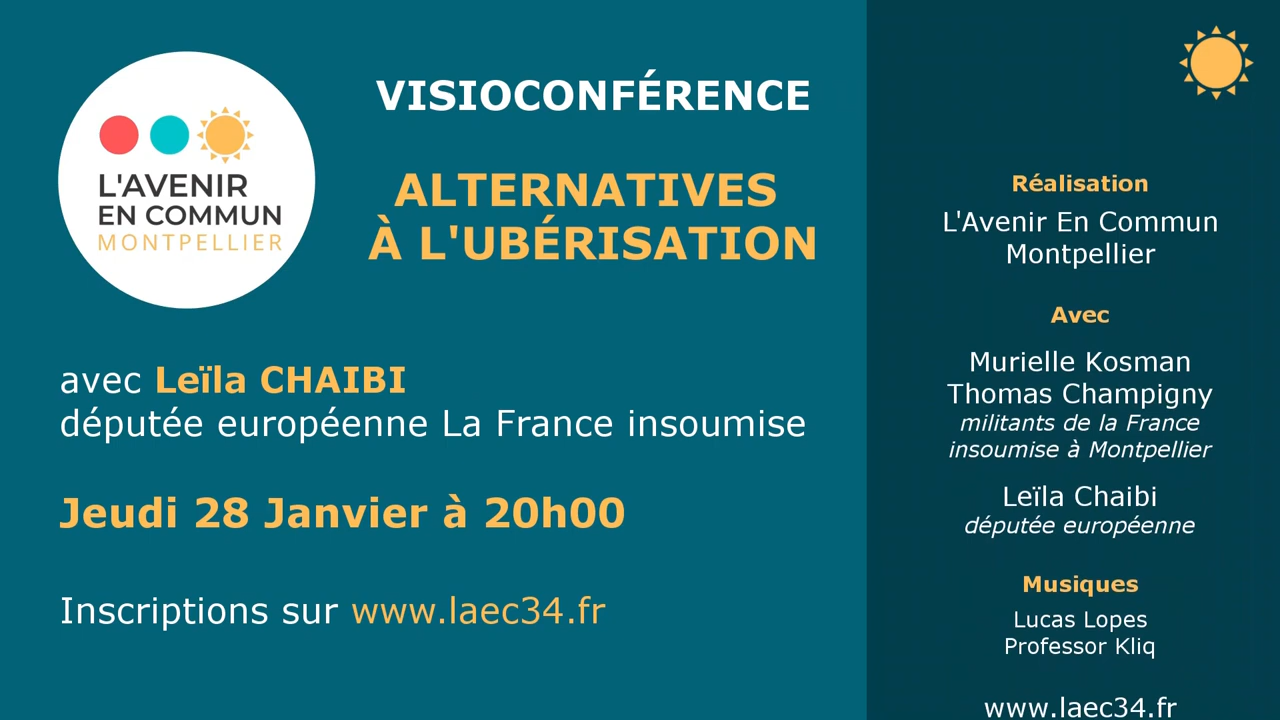 L'AVENIR
EN COMMUN
MONTPELLIER
VISIOCONFÉRENCE
ALTERNATIVES
À L'UBÉRISATION
avec Leïla CHAIBI
députée européenne La France insoumise
Jeudi 28 Janvier à 20h00
Inscriptions sur www.laec34.fr
Réalisation
L'Avenir En Commun
Montpellier
Avec
Murielle Kosman
Thomas Champigny
militants de la France
insoumise à Montpellier
Leïla Chaibi
députée européenne
Musiques
Lucas Lopes
Professor Kliq
www.laec34.fr